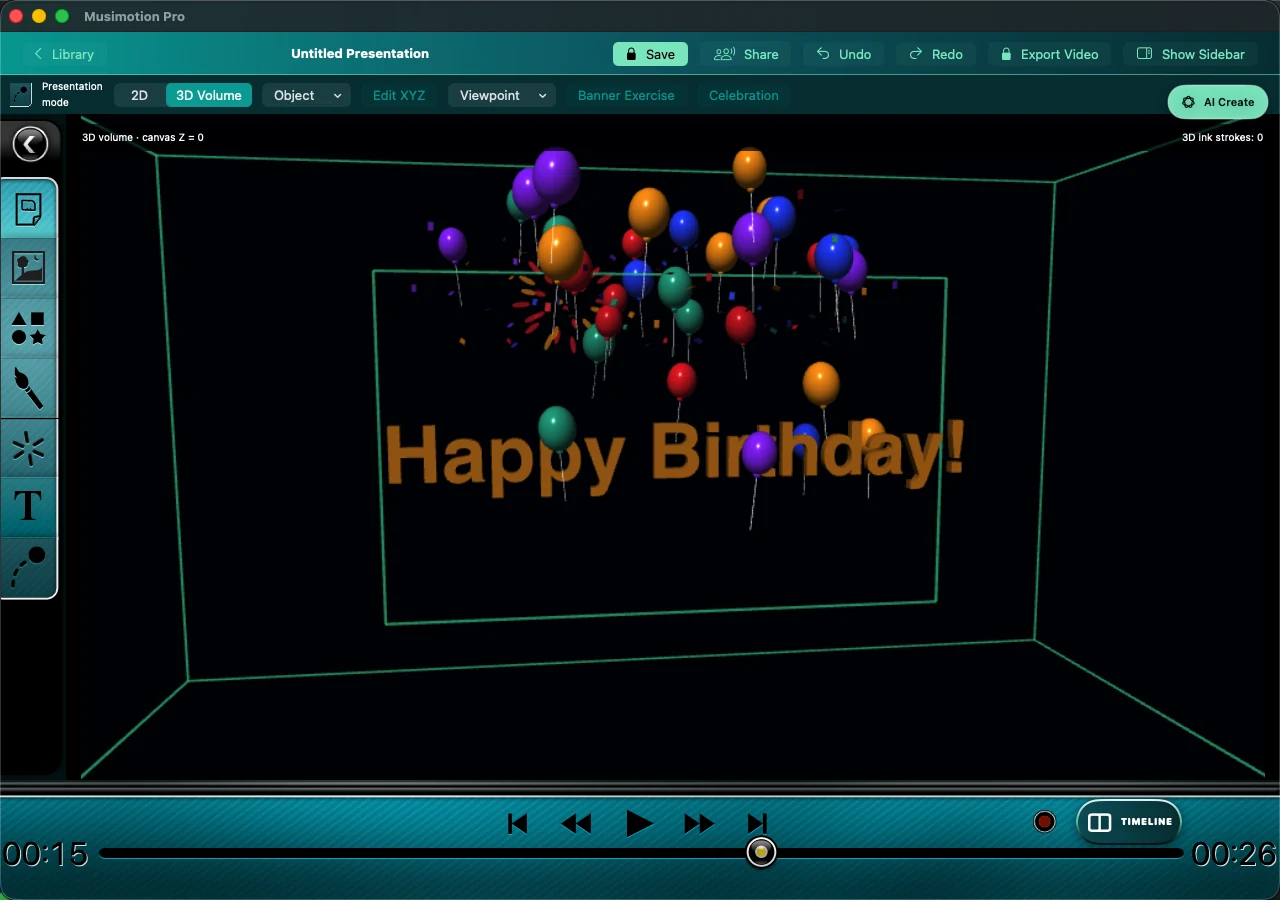 Musimotion Pro
Library
Untitled Presentation
Save
Share
Undo
Redo
Export Video
Show Sidebar
Presentation
mode
2D
3D Volume
Object
Edit XYZ
Viewpoint
Banner Exercise
Celebration
AI Create
3D volume · canvas Z = 0
3D ink strokes: 0
Happy Birthday!
T
TIMELINE
00:15
00:26